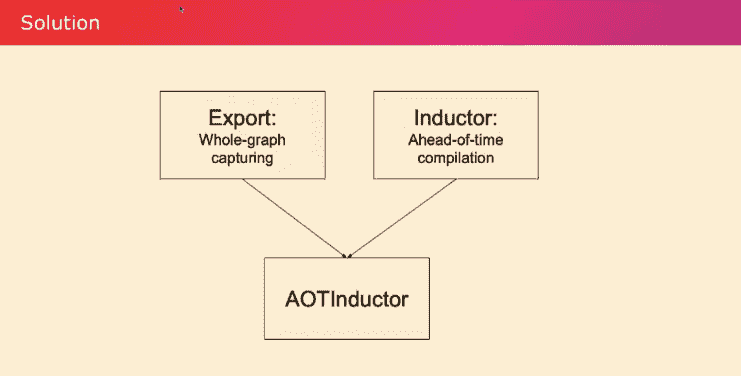 Solution
Export:
Whole-graph
capturing
Inductor:
Ahead-of-time
compilation
AOTInductor